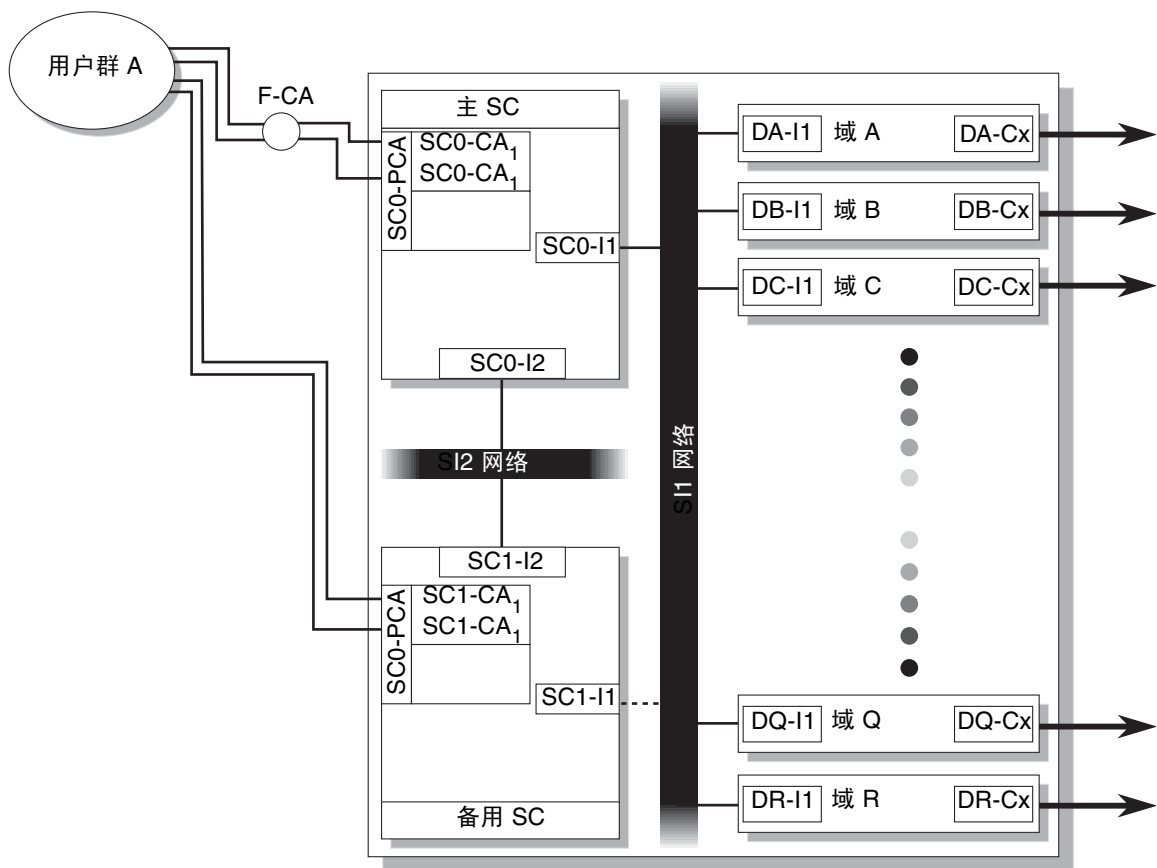 用户群 A
F-CA
主 SC
SC0-PCA
SC0-CA1
SC0-CA1
SC0-I1
SC0-I2
SI2 网络
SC1-I2
SC0-PCA
SC1-CA1
SC1-CA1
SC1-I1
备用 SC
SI1 网络
DA-I1 域 A DA-Cx
DB-I1 域 B DB-Cx
DC-I1 域 C DC-Cx
DQ-I1 域 Q DQ-Cx
DR-I1 域 R DR-Cx